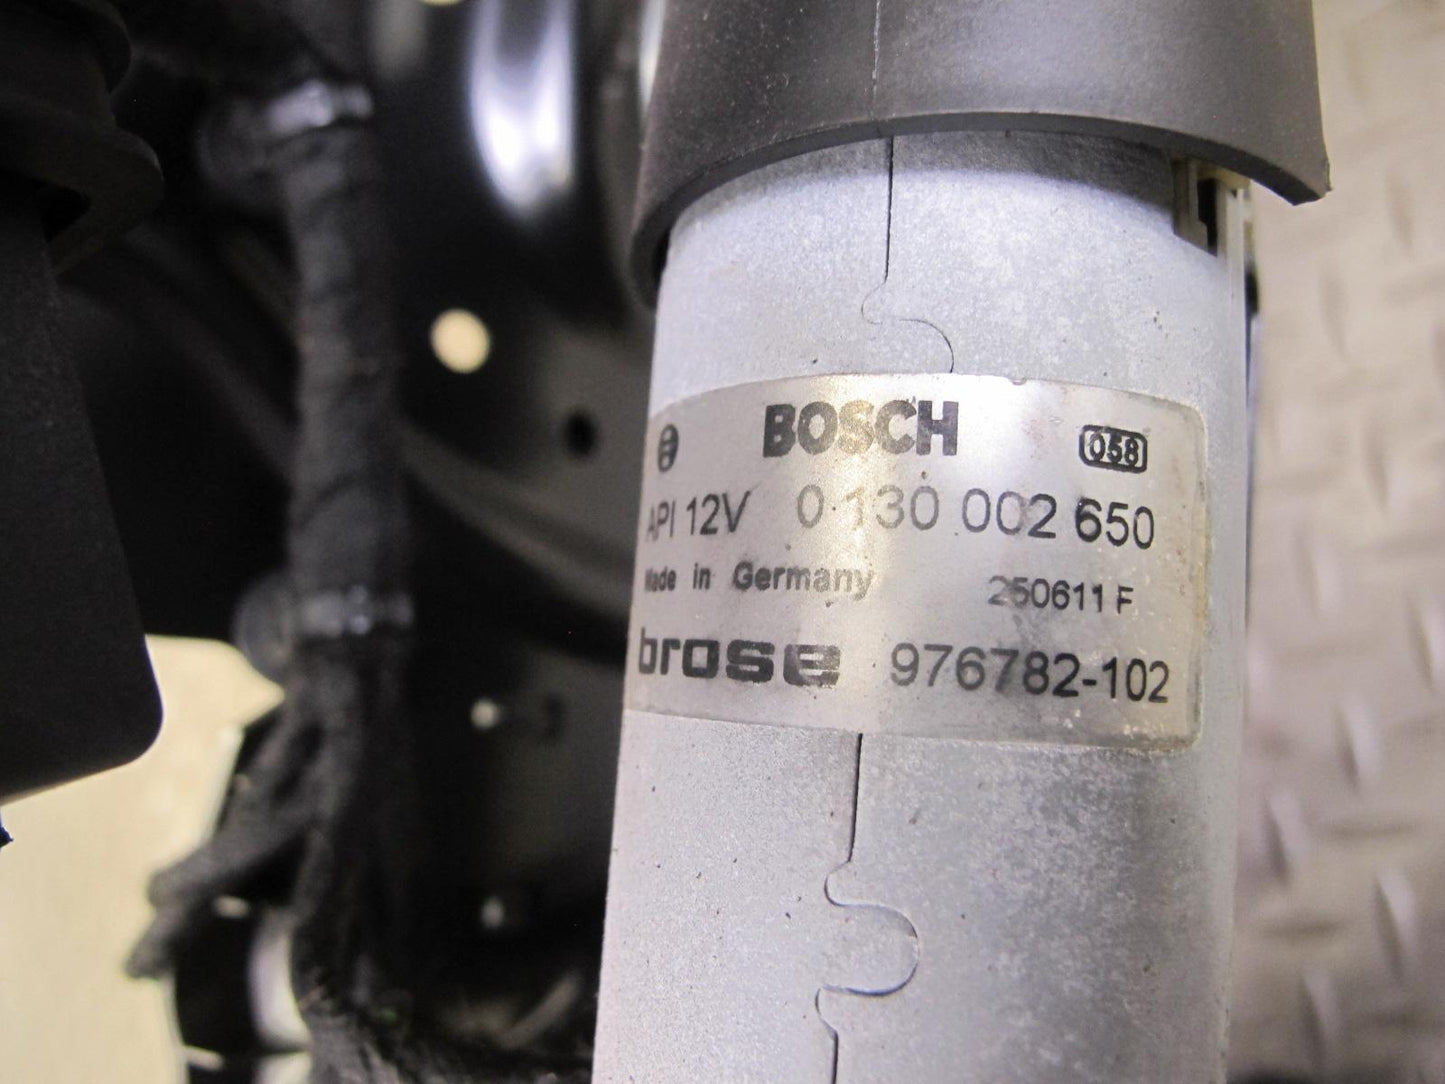 BOSCH 058
API 12V 0 130 002 650
Made in Germany 250611 F
brose 976782-102